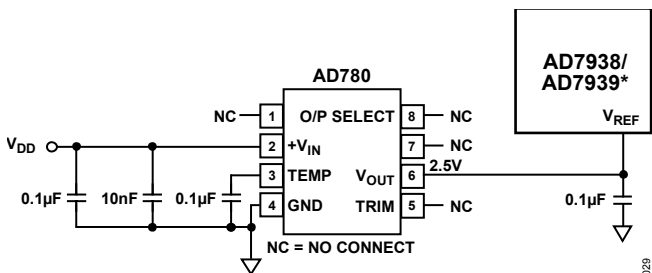 AD7938/
AD7939*
VREF
AD780
NC 1 O/P SELECT 8 NC
VDD 2 +VIN 7 NC
3 TEMP VOUT 6 2.5V
0.1µF 10nF 0.1µF 4 GND TRIM 5 NC 0.1µF
NC = NO CONNECT
029